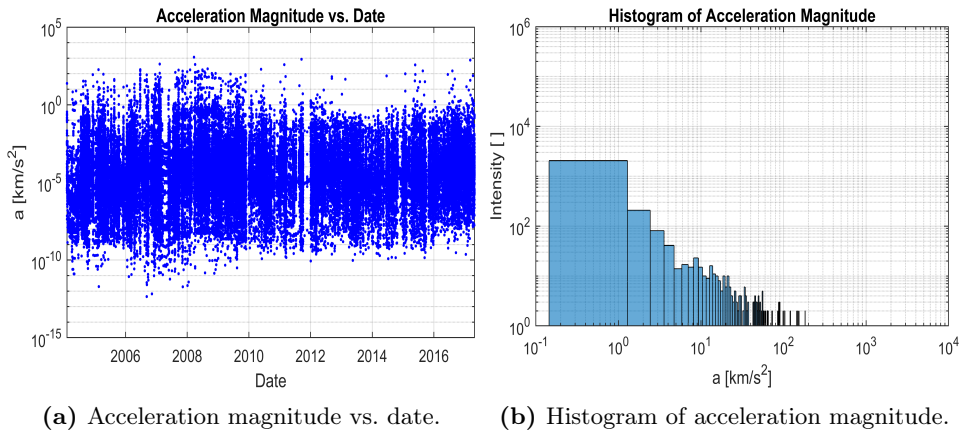 Acceleration Magnitude vs. Date
10^5
10^0
10^-5
10^-10
10^-15
a [km/s^2]
2006 2008 2010 2012 2014 2016
Date
Histogram of Acceleration Magnitude
10^6
10^4
10^2
10^0
Intensity [ ]
10^-1 10^0 10^1 10^2 10^3 10^4
a [km/s^2]
(a) Acceleration magnitude vs. date.
(b) Histogram of acceleration magnitude.